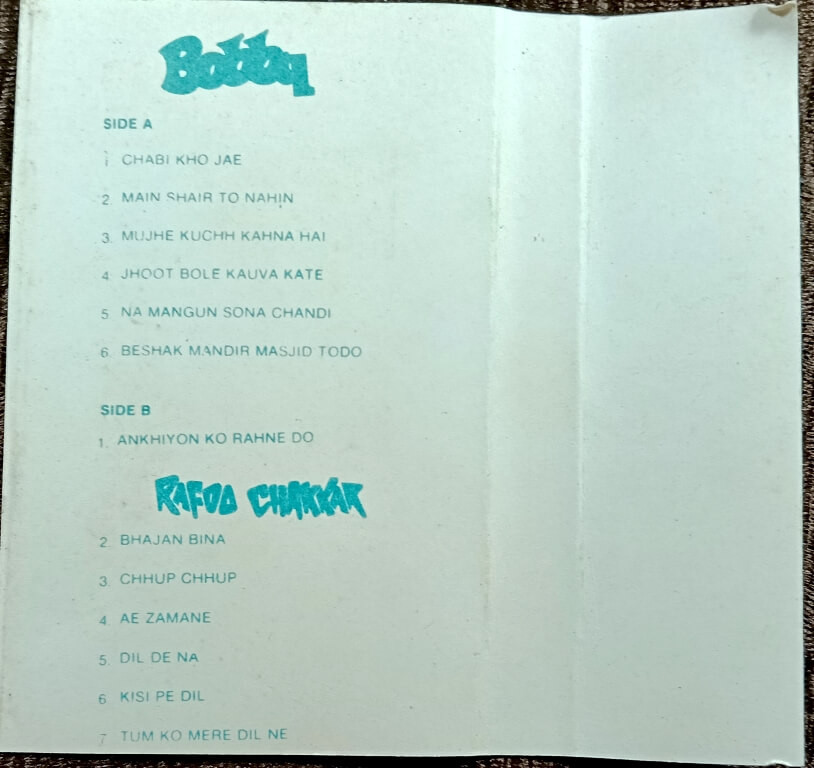 Bobby
SIDE A
1 CHABI KHO JAE
2. MAIN SHAIR TO NAHIN
3. MUJHE KUCHH KAHNA HAI
4. JHOOT BOLE KAUVA KATE
5. NA MANGUN SONA CHANDI
6. BESHAK MANDIR MASJID TODO
SIDE B
1. ANKHIYON KO RAHNE DO
RAFOO CHAKKAR
2. BHAJAN BINA
3. CHHUP CHHUP
4. AE ZAMANE
5. DIL DE NA
6. KISI PE DIL
7 TUM KO MERE DIL NE